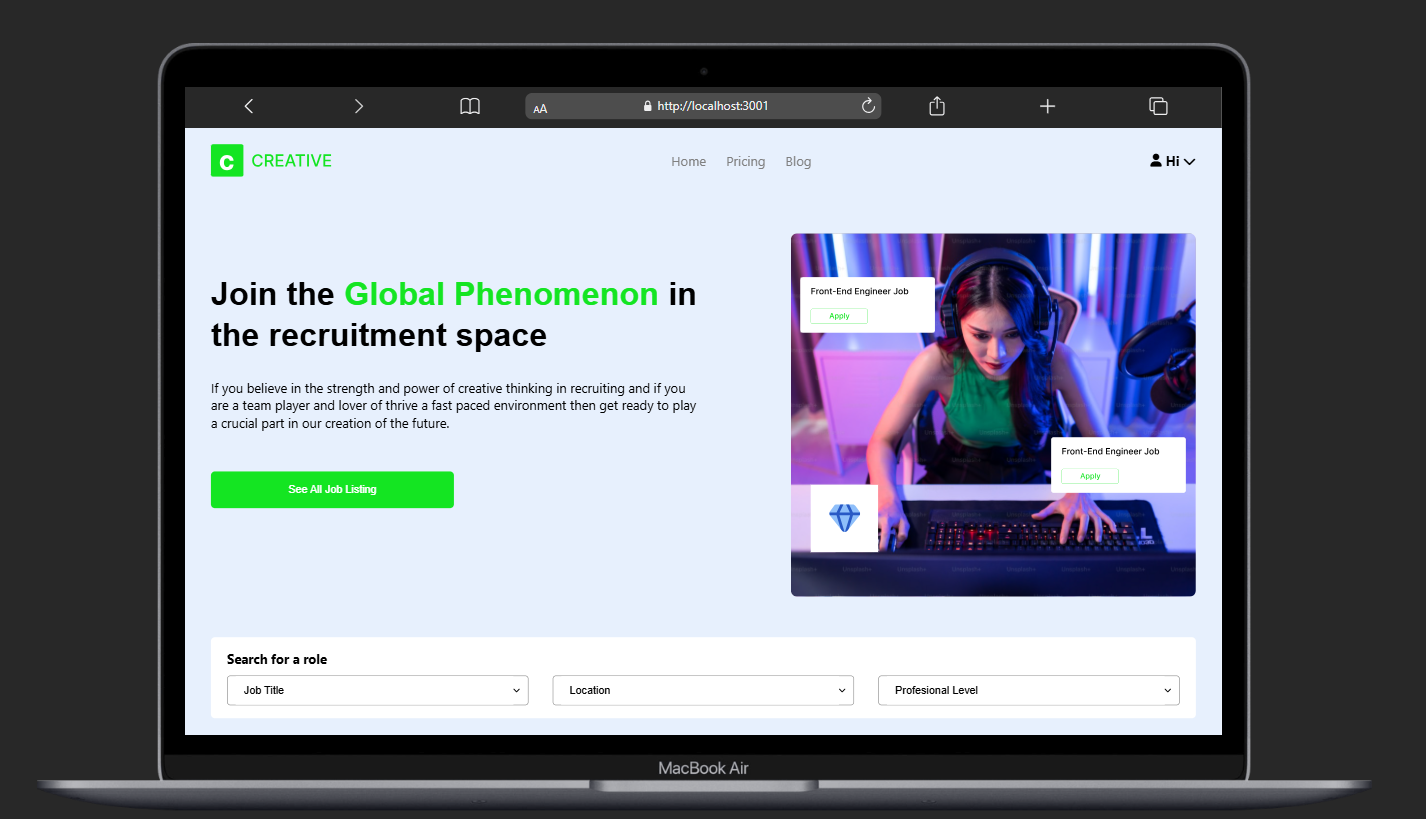 AA http://localhost:3001
C CREATIVE
Home Pricing Blog
Hi
Join the Global Phenomenon in
the recruitment space
If you believe in the strength and power of creative thinking in recruiting and if you
are a team player and lover of thrive a fast paced environment then get ready to play
a crucial part in our creation of the future.
See All Job Listing
Front-End Engineer Job
Apply
Front-End Engineer Job
Apply
Search for a role
Job Title
Location
Profesional Level
MacBook Air